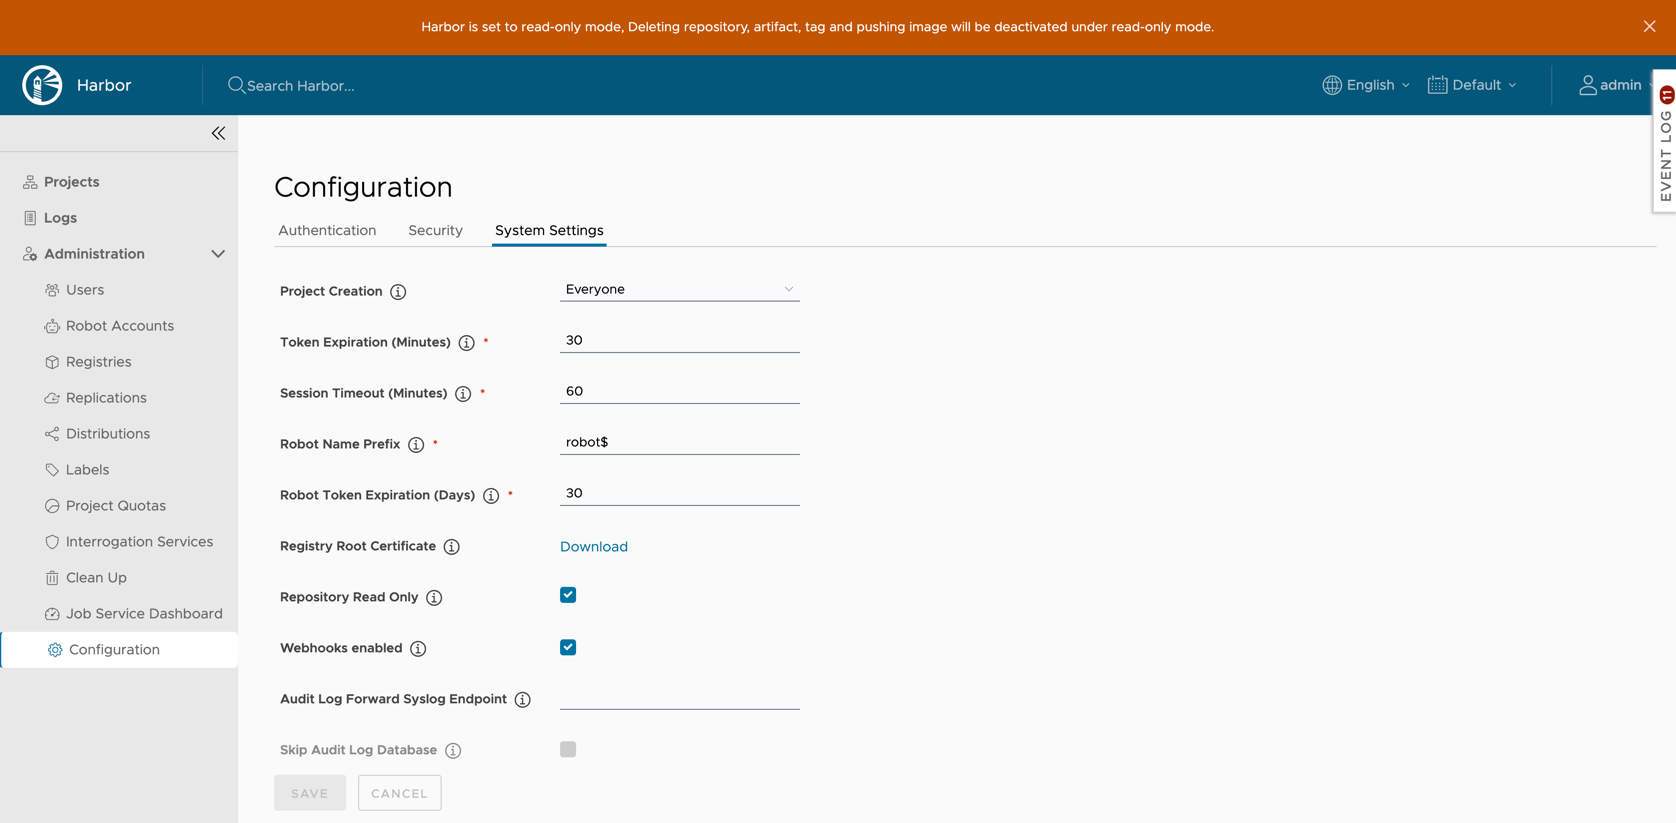 Harbor is set to read-only mode, Deleting repository, artifact, tag and pushing image will be deactivated under read-only mode.
Harbor
Search Harbor...
English
Default
admin
EVENT LOG 11
Projects
Logs
Administration
Users
Robot Accounts
Registries
Replications
Distributions
Labels
Project Quotas
Interrogation Services
Clean Up
Job Service Dashboard
Configuration
Configuration
Authentication Security System Settings
Project Creation Everyone
Token Expiration (Minutes) * 30
Session Timeout (Minutes) * 60
Robot Name Prefix * robot$
Robot Token Expiration (Days) * 30
Registry Root Certificate Download
Repository Read Only
Webhooks enabled
Audit Log Forward Syslog Endpoint
Skip Audit Log Database
SAVE CANCEL